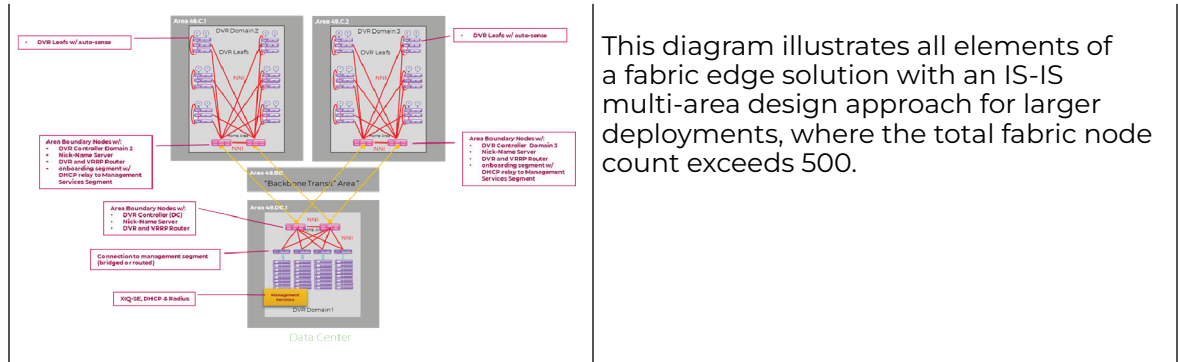 Area 49.C.1
DVR Domain 2
DVR Leafs
NNI
Home Area
NNI
• DVR Leafs w/ auto-sense
Area 49.C.2
DVR Domain 3
DVR Leafs
NNI
Home Area
NNI
• DVR Leafs w/ auto-sense
Area Boundary Nodes w/:
• DVR Controller Domain 2
• Nick-Name Server
• DVR and VRRP Router
• onboarding segment w/
DHCP relay to Management
Services Segment
Area Boundary Nodes w/:
• DVR Controller Domain 3
• Nick-Name Server
• DVR and VRRP Router
• onboarding segment w/
DHCP relay to Management
Services Segment
"Backbone Transit Area"
Area Boundary Nodes w/:
• DVR Controller (DC)
• Nick-Name Server
• DVR and VRRP Router
Area 49.DC.1
NNI
NNI
Connection to management segment
(bridged or routed)
XIQ-SE, DHCP & Radius
Management
Services
DVR Domain 1
Data Center
This diagram illustrates all elements of
a fabric edge solution with an IS-IS
multi-area design approach for larger
deployments, where the total fabric node
count exceeds 500.